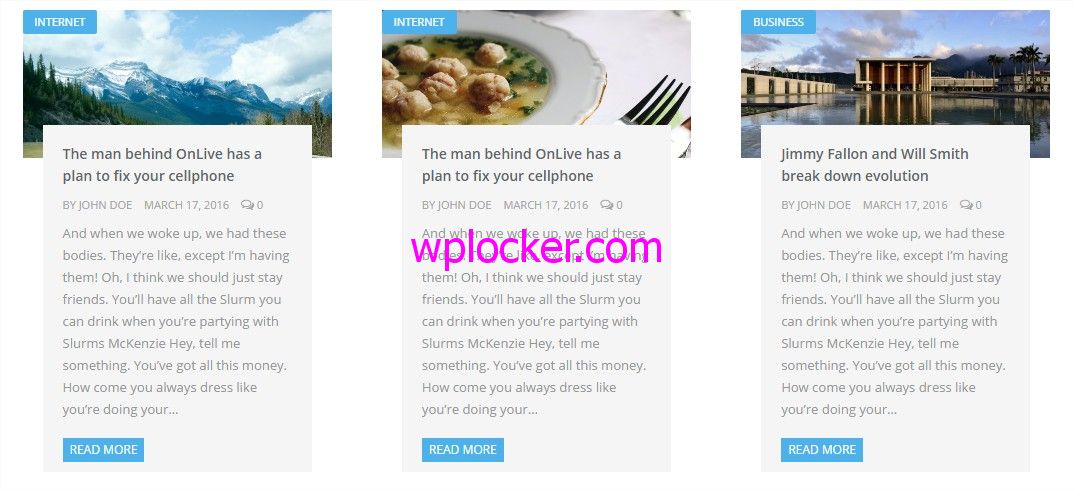 INTERNET
The man behind OnLive has a
plan to fix your cellphone
BY JOHN DOE MARCH 17, 2016 0
And when we woke up, we had these
bodies. They’re like, except I’m having
them! Oh, I think we should just stay
friends. You’ll have all the Slurm you
can drink when you’re partying with
Slurms McKenzie Hey, tell me
something. You’ve got all this money.
How come you always dress like
you’re doing your…
READ MORE
INTERNET
The man behind OnLive has a
plan to fix your cellphone
BY JOHN DOE MARCH 17, 2016 0
And when we woke up, we had these
wplocker.com
bodies. They’re like, except I’m having
them! Oh, I think we should just stay
friends. You’ll have all the Slurm you
can drink when you’re partying with
Slurms McKenzie Hey, tell me
something. You’ve got all this money.
How come you always dress like
you’re doing your…
READ MORE
BUSINESS
Jimmy Fallon and Will Smith
break down evolution
BY JOHN DOE MARCH 17, 2016 0
And when we woke up, we had these
bodies. They’re like, except I’m having
them! Oh, I think we should just stay
friends. You’ll have all the Slurm you
can drink when you’re partying with
Slurms McKenzie Hey, tell me
something. You’ve got all this money.
How come you always dress like
you’re doing your…
READ MORE